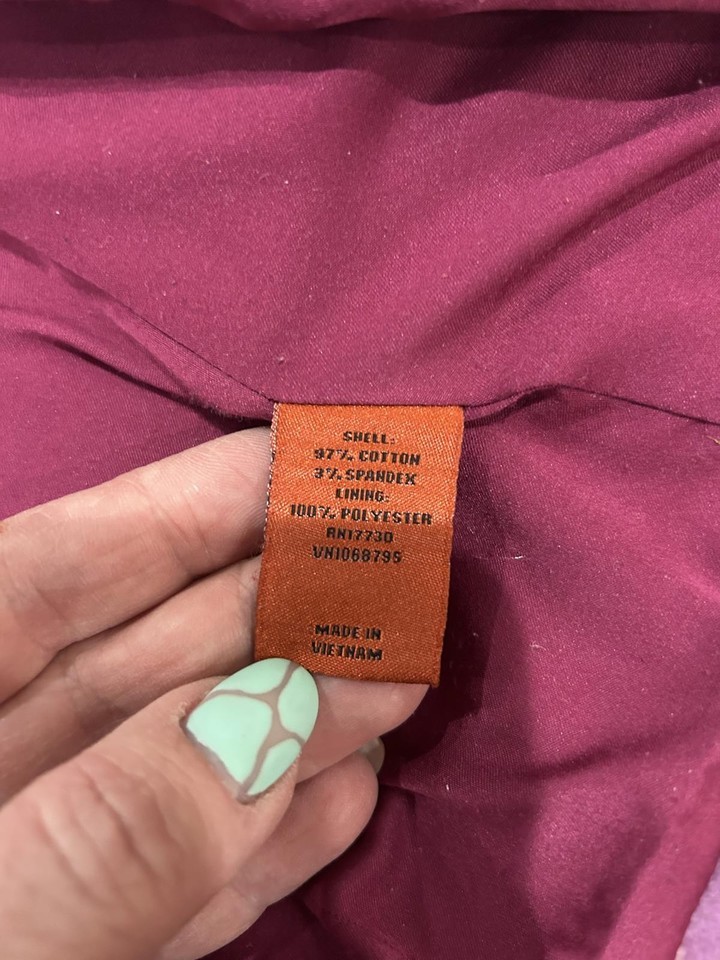 SHELL:
97% COTTON
3% SPANDEX
LINING:
100% POLYESTER
RN17730
VN1068795
MADE IN
VIETNAM